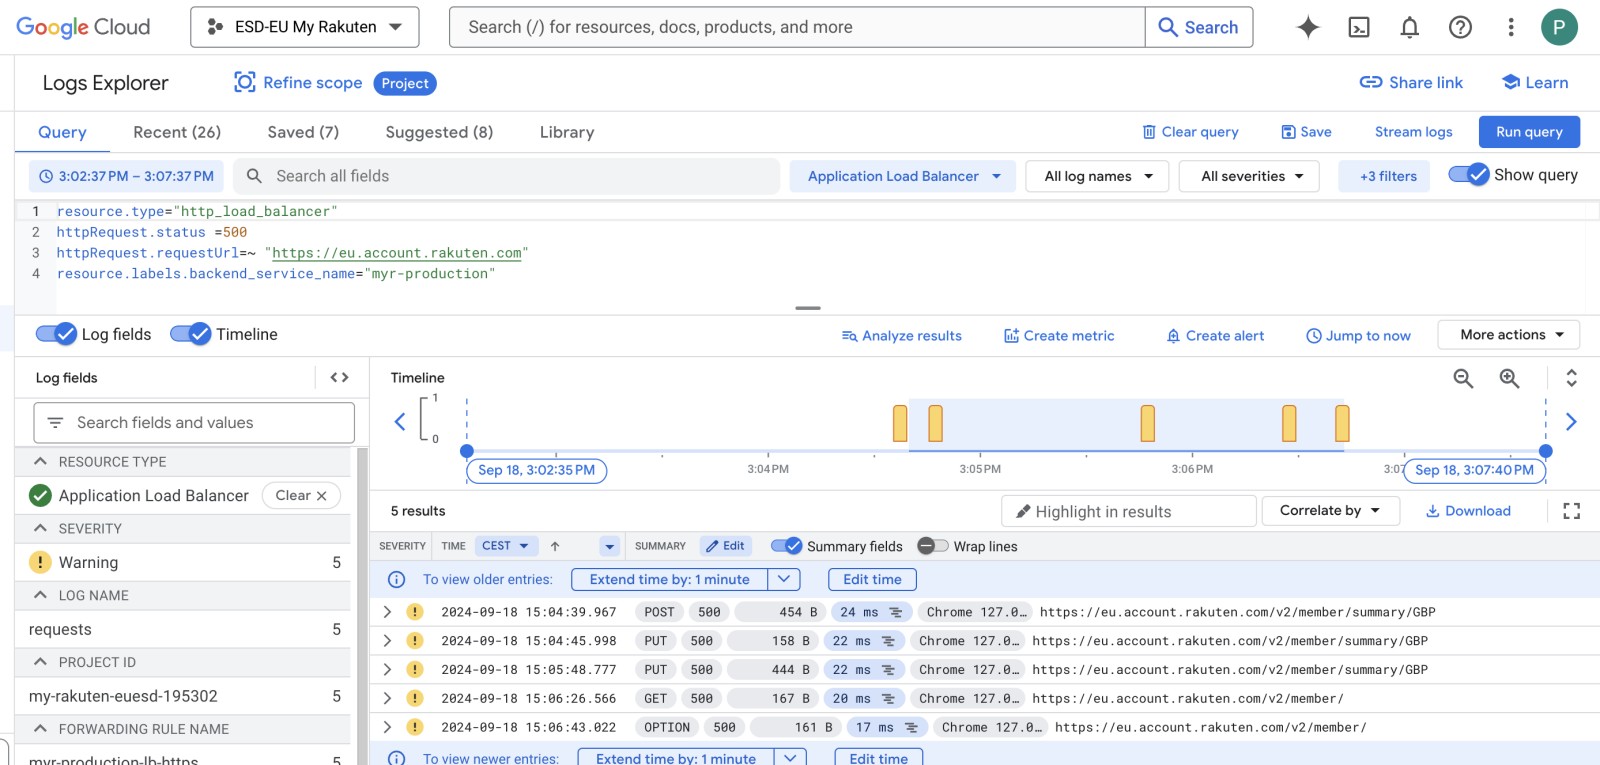 Google Cloud
ESD-EU My Rakuten
Search (/) for resources, docs, products, and more
Search
P
Logs Explorer
Refine scope
Project
Share link
Learn
Query
Recent (26)
Saved (7)
Suggested (8)
Library
Clear query
Save
Stream logs
Run query
3:02:37 PM – 3:07:37 PM
Search all fields
Application Load Balancer
All log names
All severities
+3 filters
Show query
1 resource.type="http_load_balancer"
2 httpRequest.status =500
3 httpRequest.requestUrl=~ "https://eu.account.rakuten.com"
4 resource.labels.backend_service_name="myr-production"
Log fields
Timeline
Analyze results
Create metric
Create alert
Jump to now
More actions
Log fields
Search fields and values
RESOURCE TYPE
Application Load Balancer
Clear
SEVERITY
Warning 5
LOG NAME
requests 5
PROJECT ID
my-rakuten-euesd-195302 5
FORWARDING RULE NAME
myr-production-lb-https 5
Timeline
1
0
Sep 18, 3:02:35 PM
3:04 PM
3:05 PM
3:06 PM
3:07
Sep 18, 3:07:40 PM
5 results
Highlight in results
Correlate by
Download
SEVERITY TIME CEST SUMMARY Edit Summary fields Wrap lines
To view older entries: Extend time by: 1 minute Edit time
2024-09-18 15:04:39.967 POST 500 454 B 24 ms Chrome 127.0… https://eu.account.rakuten.com/v2/member/summary/GBP
2024-09-18 15:04:45.998 PUT 500 158 B 22 ms Chrome 127.0… https://eu.account.rakuten.com/v2/member/summary/GBP
2024-09-18 15:05:48.777 PUT 500 444 B 22 ms Chrome 127.0… https://eu.account.rakuten.com/v2/member/summary/GBP
2024-09-18 15:06:26.566 GET 500 167 B 20 ms Chrome 127.0… https://eu.account.rakuten.com/v2/member/
2024-09-18 15:06:43.022 OPTION 500 161 B 17 ms Chrome 127.0… https://eu.account.rakuten.com/v2/member/
To view newer entries: Extend time by: 1 minute Edit time